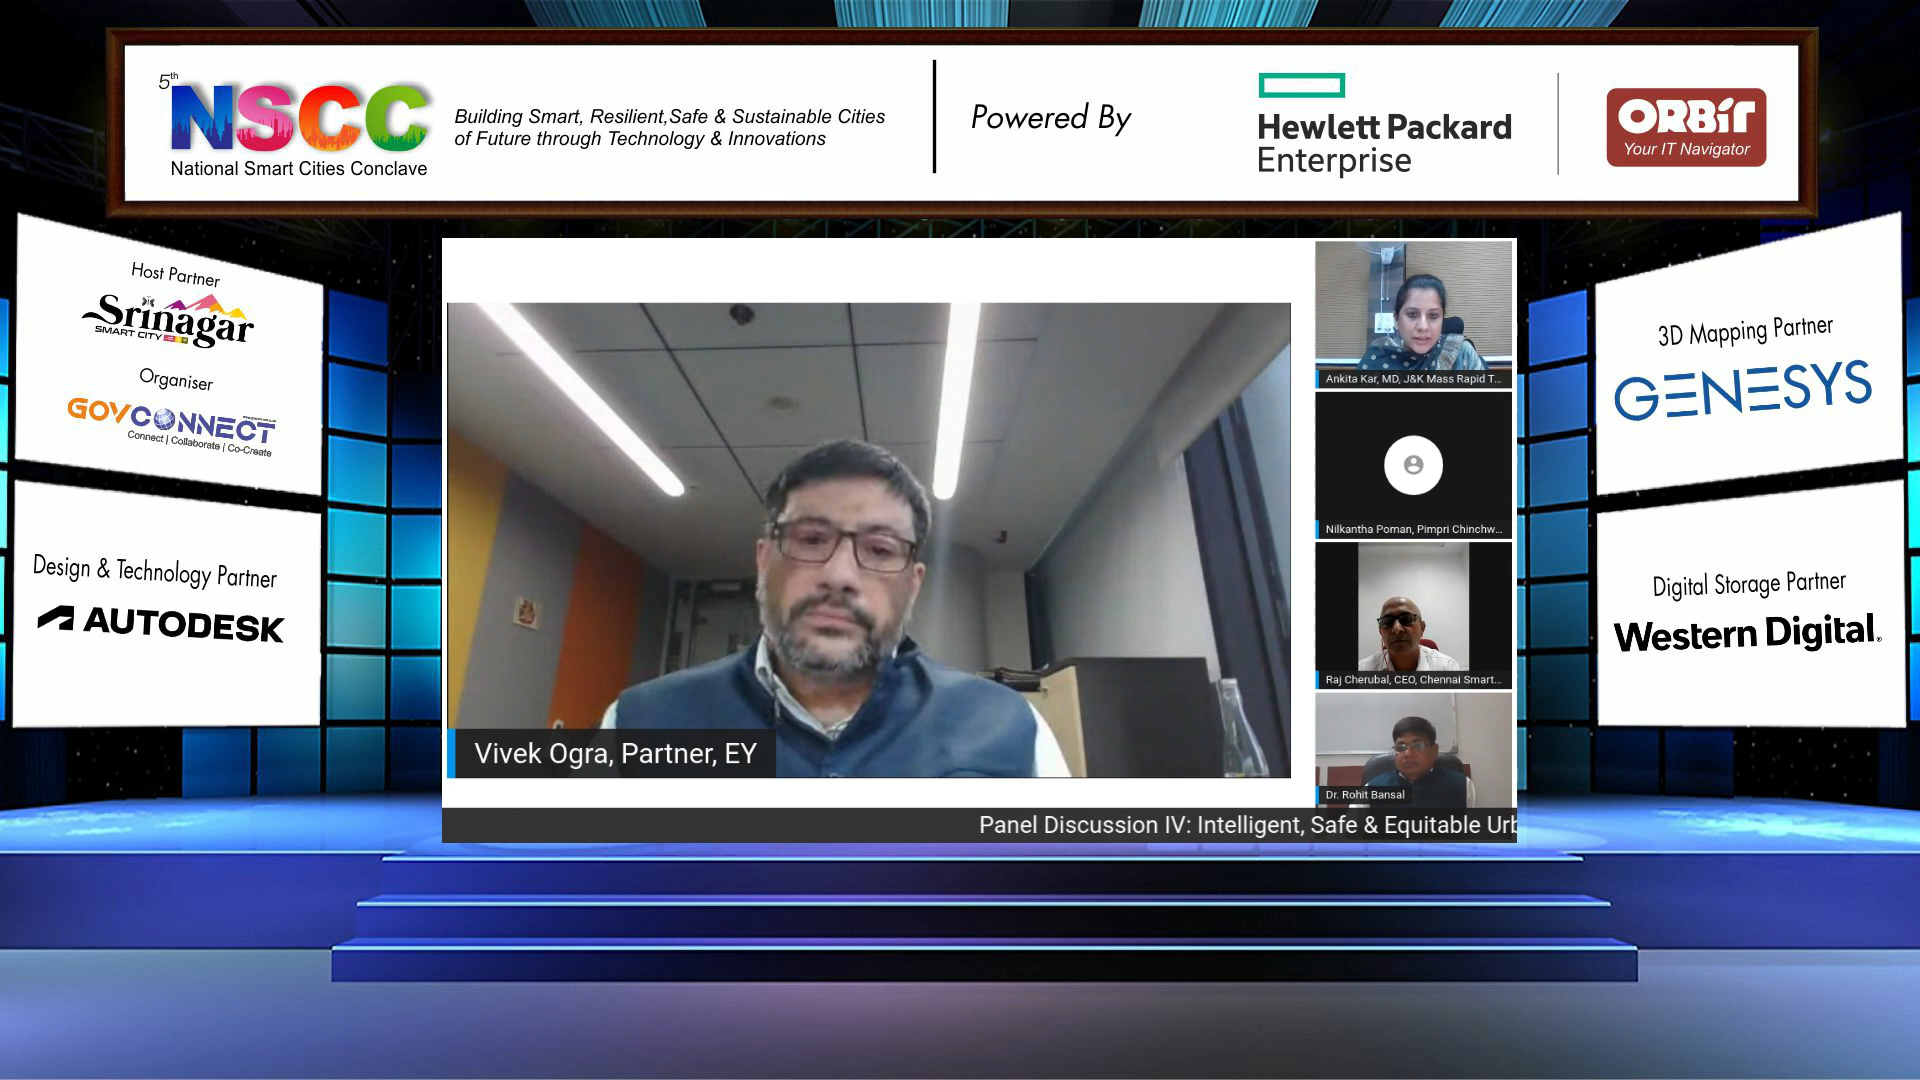 5th
NSCC
National Smart Cities Conclave
Building Smart, Resilient,Safe & Sustainable Cities
of Future through Technology & Innovations
Powered By
Hewlett Packard
Enterprise
ORBiT
Your IT Navigator
Host Partner
Srinagar
SMART CITY
Organiser
GOVCONNECT
Connect | Collaborate | Co-Create
Design & Technology Partner
AUTODESK
Vivek Ogra, Partner, EY
Ankita Kar, MD, J&K Mass Rapid T...
Nilkantha Poman, Pimpri Chinchw...
Raj Cherubal, CEO, Chennai Smart...
Dr. Rohit Bansal
Panel Discussion IV: Intelligent, Safe & Equitable Urb
3D Mapping Partner
GENESYS
Digital Storage Partner
Western Digital.